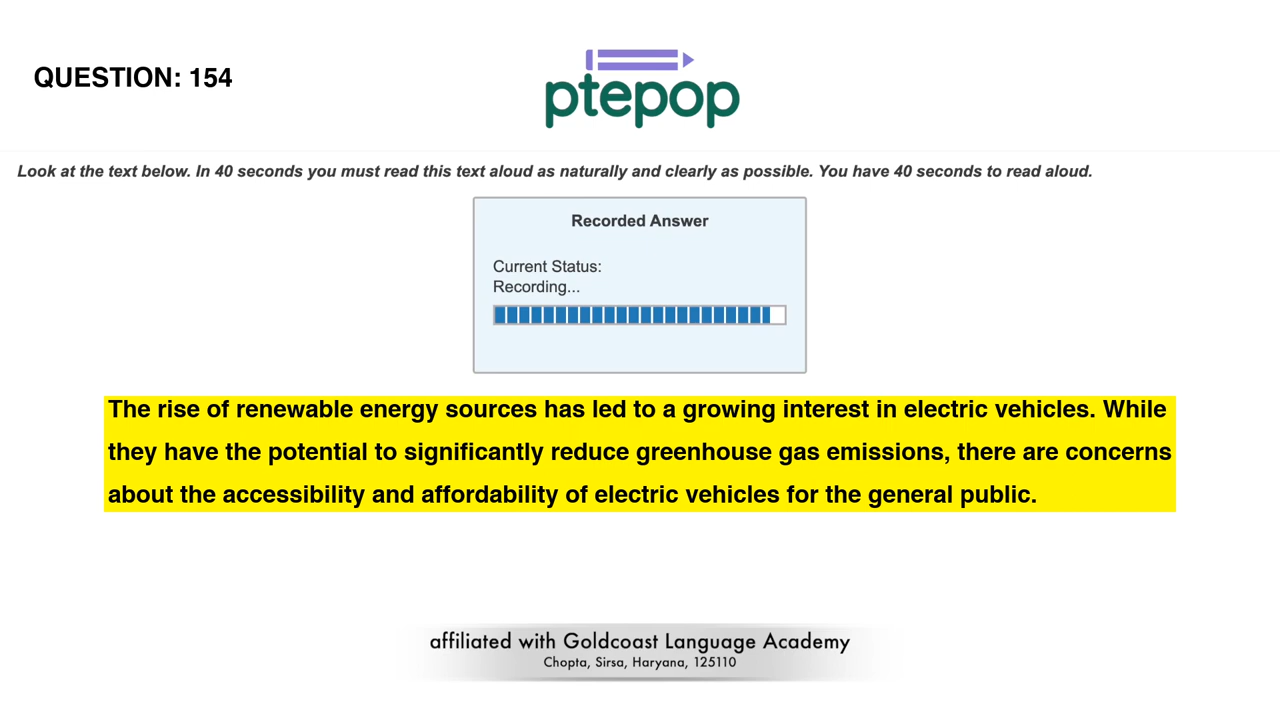 QUESTION: 154
ptepop
Look at the text below. In 40 seconds you must read this text aloud as naturally and clearly as possible. You have 40 seconds to read aloud.
Recorded Answer
Current Status:
Recording...
The rise of renewable energy sources has led to a growing interest in electric vehicles. While
they have the potential to significantly reduce greenhouse gas emissions, there are concerns
about the accessibility and affordability of electric vehicles for the general public.
affiliated with Goldcoast Language Academy
Chopta, Sirsa, Haryana, 125110